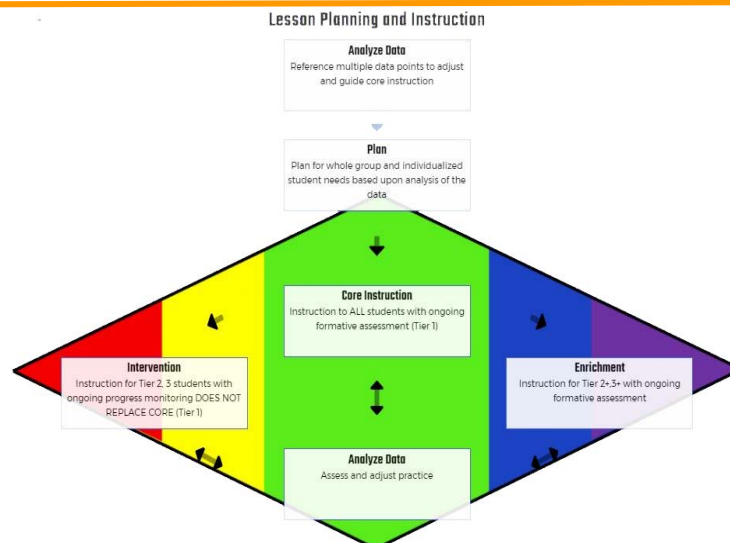 Lesson Planning and Instruction
Analyze Data
Reference multiple data points to adjust
and guide core instruction
Plan
Plan for whole group and individualized
student needs based upon analysis of the
data
Core Instruction
Instruction to ALL students with ongoing
formative assessment (Tier 1)
Intervention
Instruction for Tier 2, 3 students with
ongoing progress monitoring DOES NOT
REPLACE CORE (Tier 1)
Enrichment
Instruction for Tier 2+,3+ with ongoing
formative assessment
Analyze Data
Assess and adjust practice